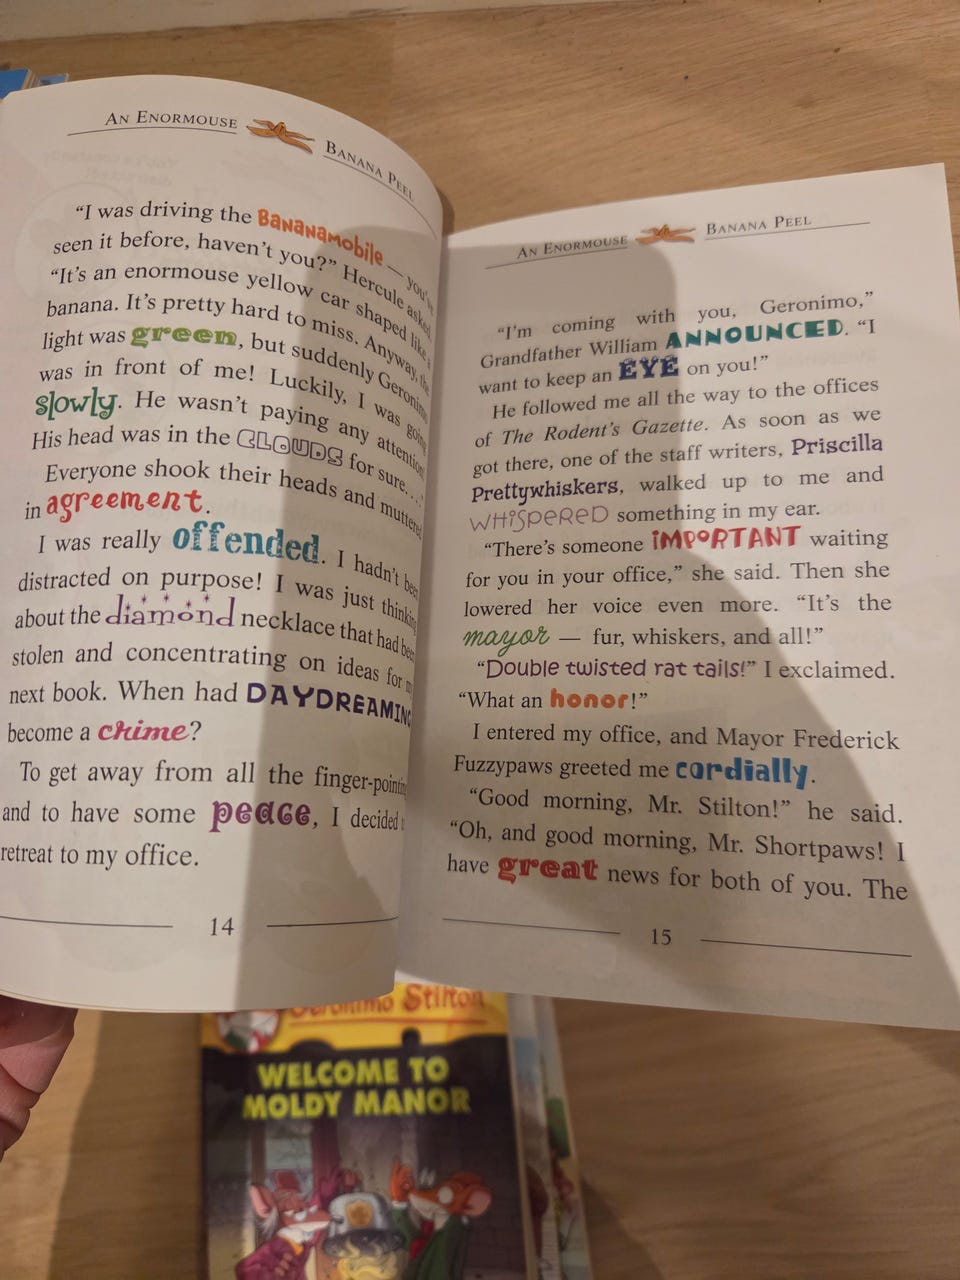 AN ENORMOUSE BANANA PEEL
"I was driving the BANANAMOBILE — you've
seen it before, haven't you?" Hercule asked.
"It's an enormouse yellow car shaped like a
banana. It's pretty hard to miss. Anyway, the
light was green, but suddenly Geronimo
was in front of me! Luckily, I was going
slowly. He wasn't paying any attention.
His head was in the CLOUDS for sure. . . ."
Everyone shook their heads and muttered
in agreement.
I was really offended. I hadn't been
distracted on purpose! I was just thinking
about the diamond necklace that had been
stolen and concentrating on ideas for my
next book. When had DAYDREAMING
become a crime?
To get away from all the finger-pointing
and to have some peace, I decided to
retreat to my office.
14
AN ENORMOUSE BANANA PEEL
"I'm coming with you, Geronimo,"
Grandfather William ANNOUNCED. "I
want to keep an EYE on you!"
He followed me all the way to the offices
of The Rodent's Gazette. As soon as we
got there, one of the staff writers, Priscilla
Prettywhiskers, walked up to me and
WHISPERED something in my ear.
"There's someone IMPORTANT waiting
for you in your office," she said. Then she
lowered her voice even more. "It's the
mayor — fur, whiskers, and all!"
"Double twisted rat tails!" I exclaimed.
"What an honor!"
I entered my office, and Mayor Frederick
Fuzzypaws greeted me cordially.
"Good morning, Mr. Stilton!" he said.
"Oh, and good morning, Mr. Shortpaws! I
have great news for both of you. The
15
Geronimo Stilton
WELCOME TO
MOLDY MANOR